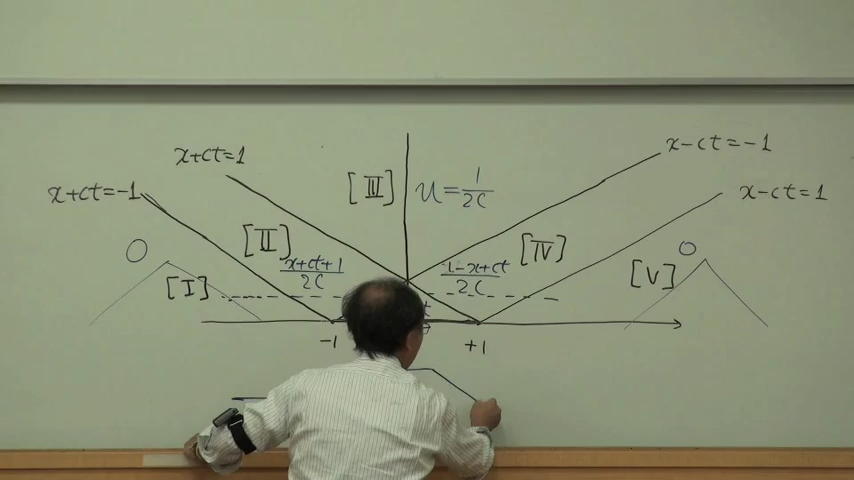 x+ct=1
x-ct=-1
x+ct=-1
[III] u=1/2c
x-ct=1
0
[II]
x+ct+1/2c
1-x+ct/2c
[IV]
0
[I]
[V]
-1
+1